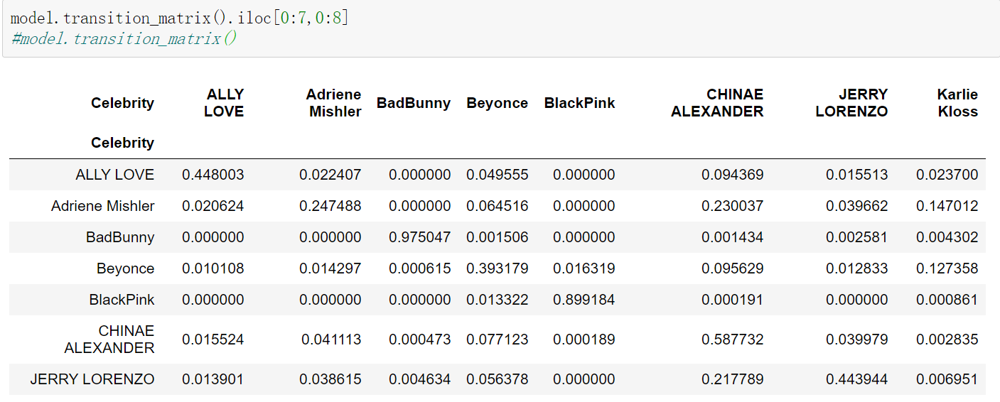 model.transition_matrix().iloc[0:7,0:8]
#model.transition_matrix()
Celebrity ALLY LOVE Adriene Mishler BadBunny Beyonce BlackPink CHINAE ALEXANDER JERRY LORENZO Karlie Kloss
Celebrity
ALLY LOVE 0.448003 0.022407 0.000000 0.049555 0.000000 0.094369 0.015513 0.023700
Adriene Mishler 0.020624 0.247488 0.000000 0.064516 0.000000 0.230037 0.039662 0.147012
BadBunny 0.000000 0.000000 0.975047 0.001506 0.000000 0.001434 0.002581 0.004302
Beyonce 0.010108 0.014297 0.000615 0.393179 0.016319 0.095629 0.012833 0.127358
BlackPink 0.000000 0.000000 0.000000 0.013322 0.899184 0.000191 0.000000 0.000861
CHINAE ALEXANDER 0.015524 0.041113 0.000473 0.077123 0.000189 0.587732 0.039979 0.002835
JERRY LORENZO 0.013901 0.038615 0.004634 0.056378 0.000000 0.217789 0.443944 0.006951